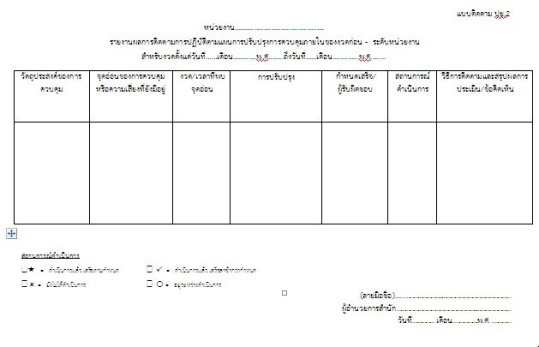 แบบติดตาม ปย.2
หน่วยงาน..........................................
รายงานผลการติดตามการปฏิบัติตามแผนการปรับปรุงการควบคุมภายในของงวดก่อน - ระดับหน่วยงาน
สำหรับงวดตั้งแต่วันที่......เดือน............พ.ศ....... ถึงวันที่......เดือน..............พ.ศ........
วัตถุประสงค์ของการควบคุม
จุดอ่อนของการควบคุมหรือความเสี่ยงที่ยังมีอยู่
งวด/เวลาที่พบจุดอ่อน
การปรับปรุง
กำหนดเสร็จ/ผู้รับผิดชอบ
สถานการณ์ดำเนินการ
วิธีการติดตามและสรุปผลการประเมิน/ข้อคิดเห็น
สถานการณ์ดำเนินการ
□★ = ดำเนินการแล้ว เสร็จตามกำหนด □ ✓ = ดำเนินการแล้ว เสร็จล่าช้ากว่ากำหนด
□ × = ยังไม่ได้ดำเนินการ □ ○ = อยู่ระหว่างดำเนินการ
(ลายมือชื่อ)......................................................
ผู้อำนวยการสำนัก.....................................................
วันที่........... เดือน.............พ.ศ. ..........